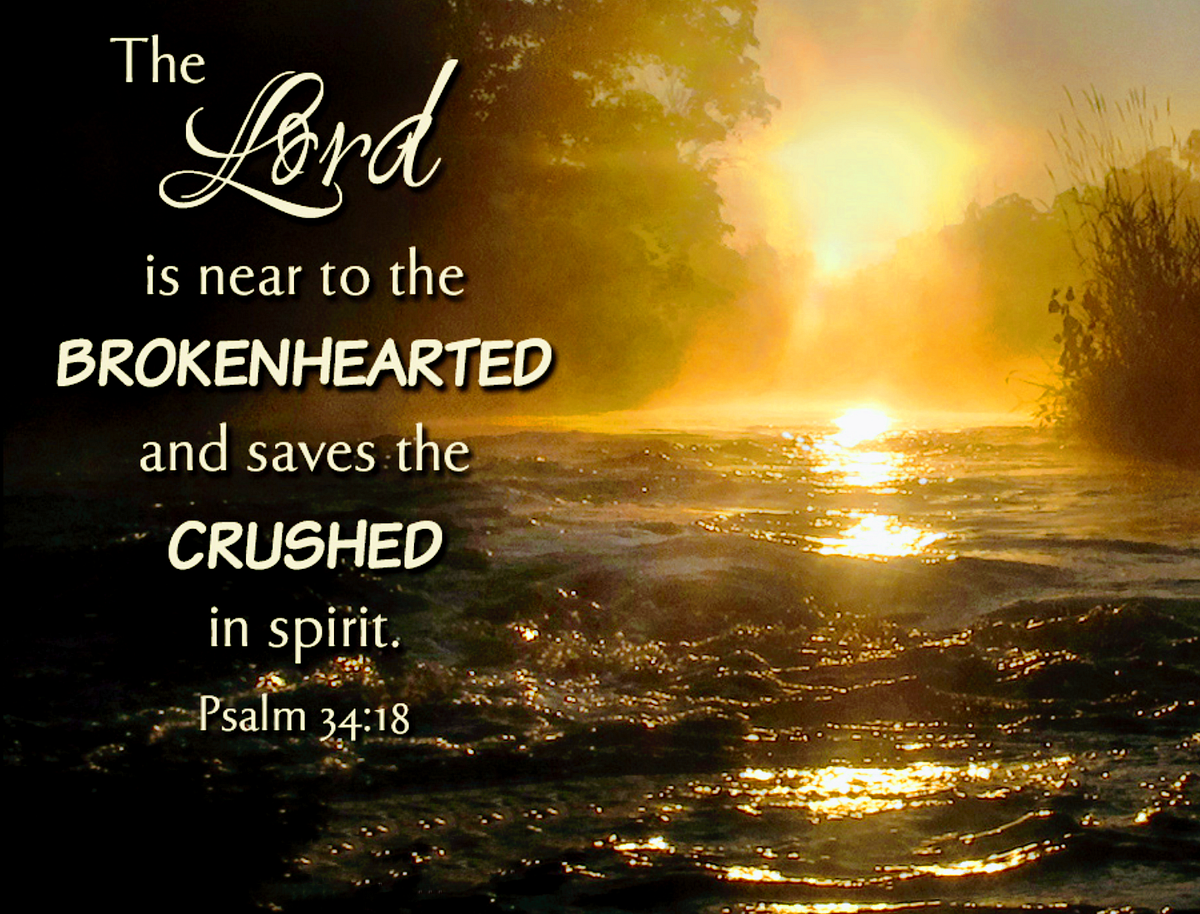 The
Lord
is near to the
BROKENHEARTED
and saves the
CRUSHED
in spirit.
Psalm 34:18